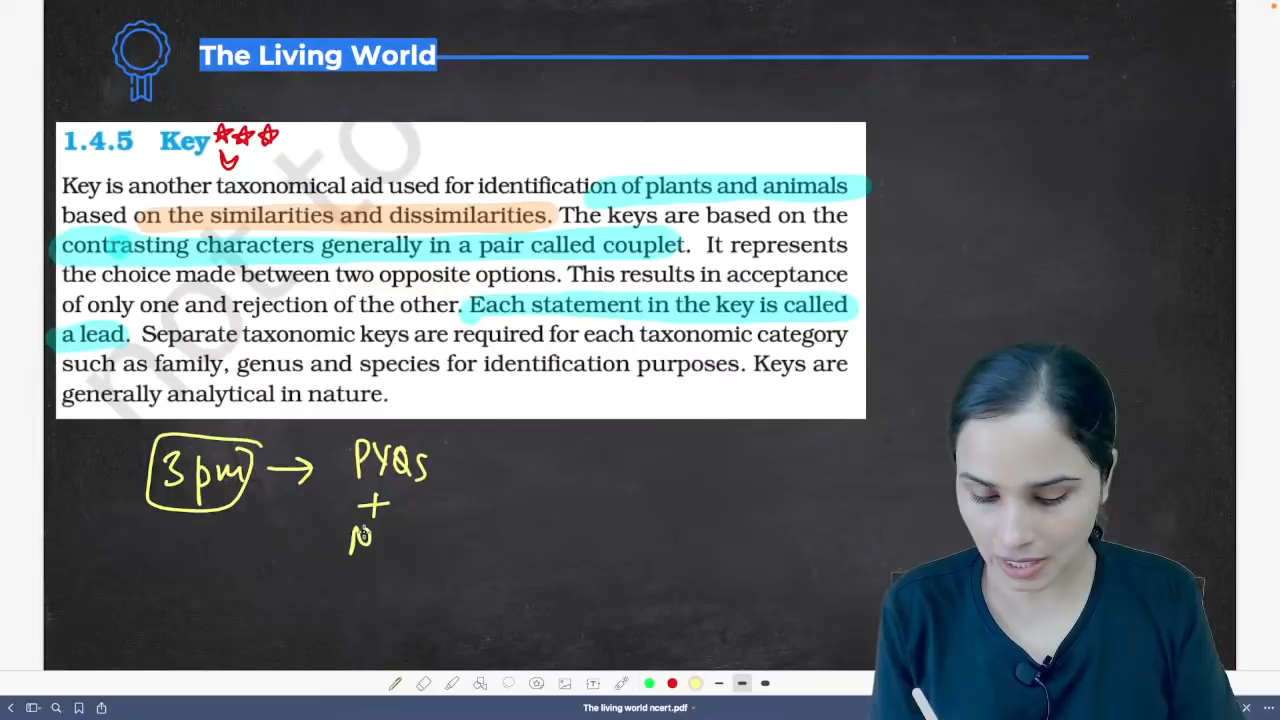 The Living World
1.4.5 Key
Key is another taxonomical aid used for identification of plants and animals
based on the similarities and dissimilarities. The keys are based on the
contrasting characters generally in a pair called couplet. It represents
the choice made between two opposite options. This results in acceptance
of only one and rejection of the other. Each statement in the key is called
a lead. Separate taxonomic keys are required for each taxonomic category
such as family, genus and species for identification purposes. Keys are
generally analytical in nature.
not to
3 pm → PYQs
+
N
The living world ncert.pdf